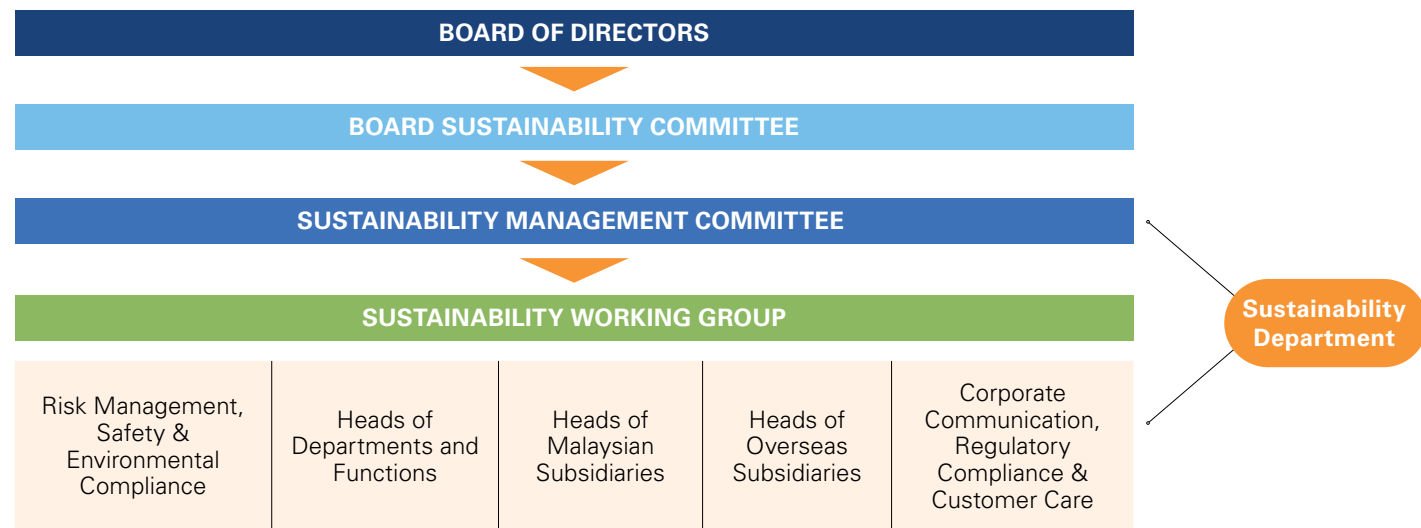 BOARD OF DIRECTORS
BOARD SUSTAINABILITY COMMITTEE
SUSTAINABILITY MANAGEMENT COMMITTEE
SUSTAINABILITY WORKING GROUP
Risk Management,
Safety &
Environmental
Compliance
Heads of
Departments and
Functions
Heads of
Malaysian
Subsidiaries
Heads of
Overseas
Subsidiaries
Corporate
Communication,
Regulatory
Compliance &
Customer Care
Sustainability
Department